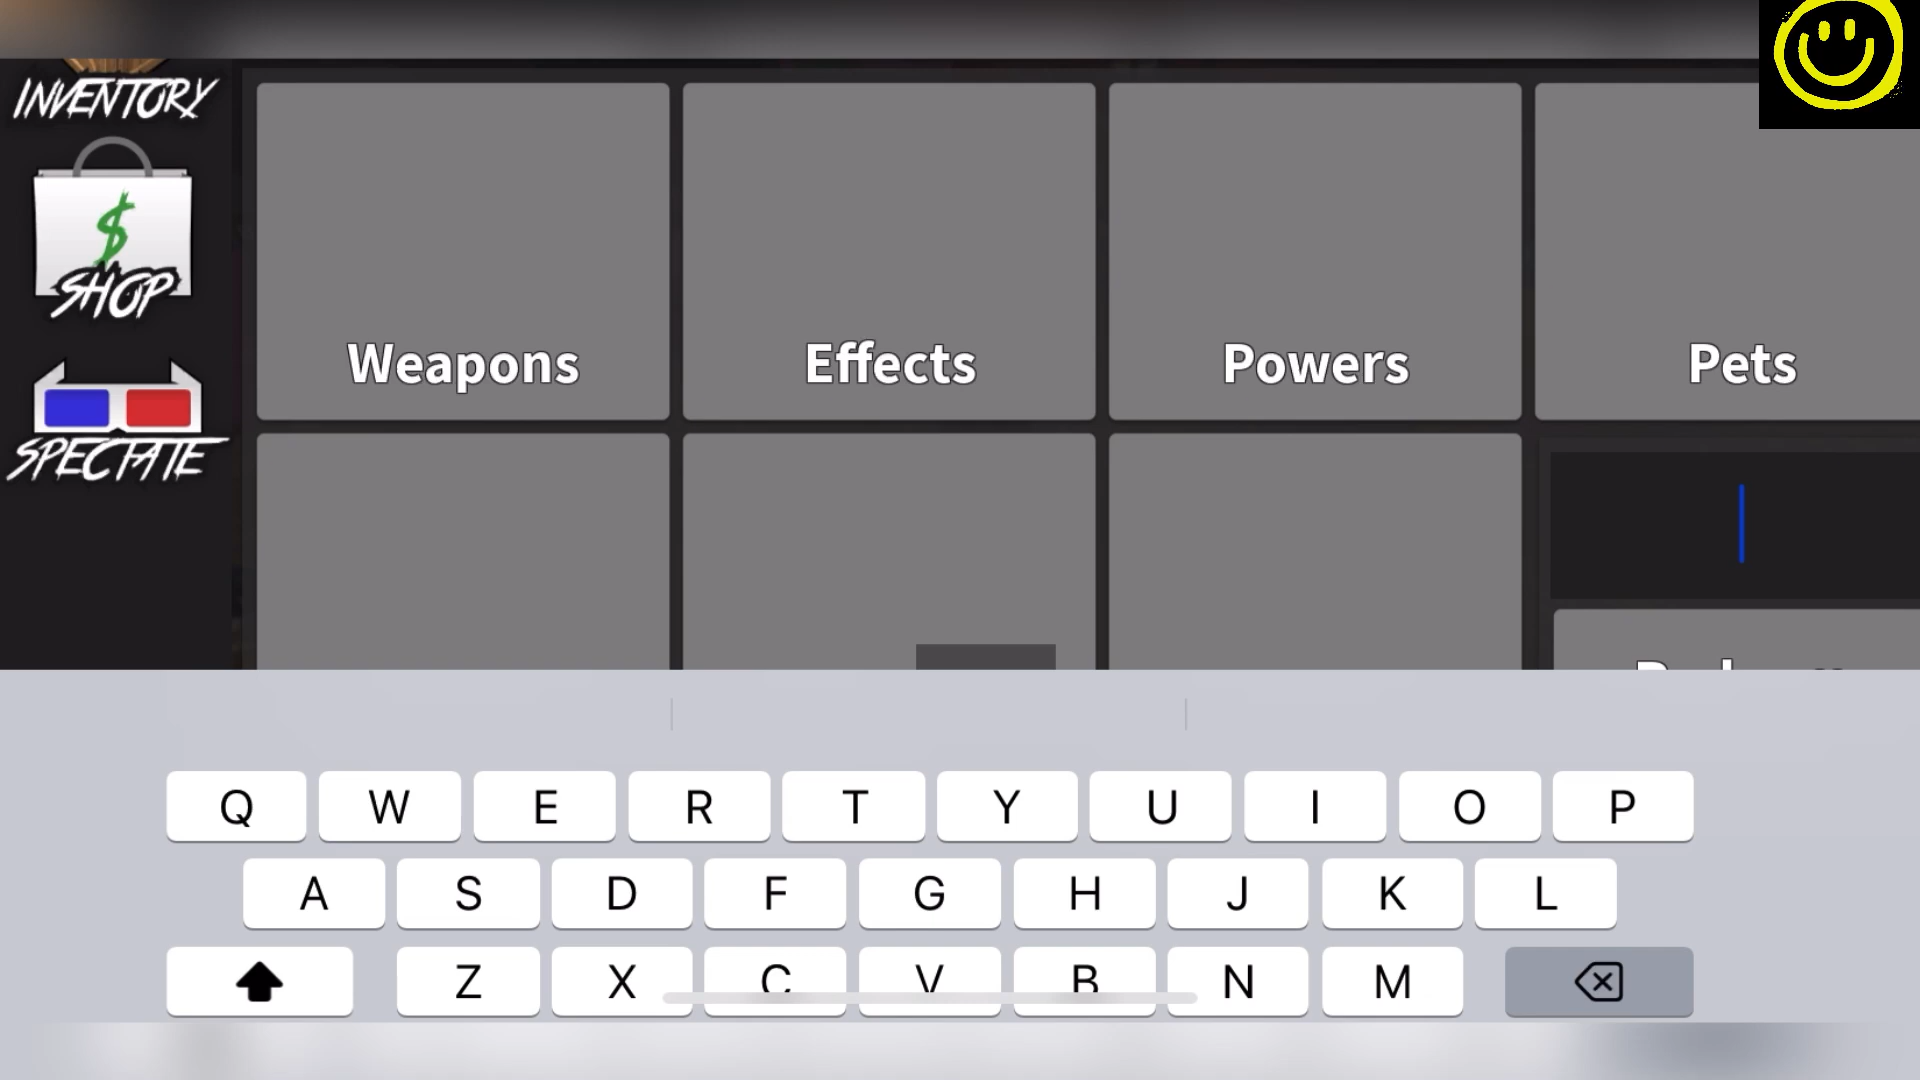 INVENTORY
$
SHOP
SPECTATE
Weapons
Effects
Powers
Pets
Q W E R T Y U I O P
A S D F G H J K L
Z X C V B N M